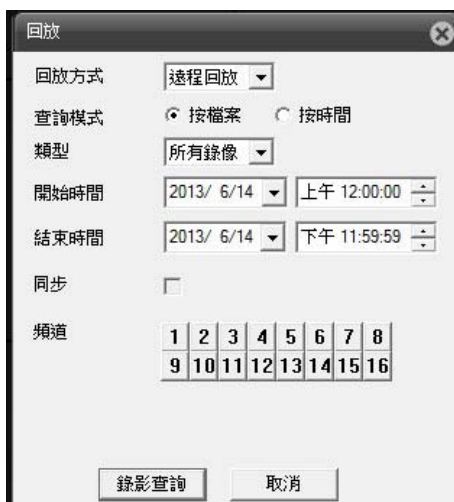 回放
回放方式 遠程回放
查詢模式 按檔案 按時間
類型 所有錄像
開始時間 2013/ 6/14 上午 12:00:00
結束時間 2013/ 6/14 下午 11:59:59
同步
頻道 1 2 3 4 5 6 7 8
9 10 11 12 13 14 15 16
錄影查詢 取消